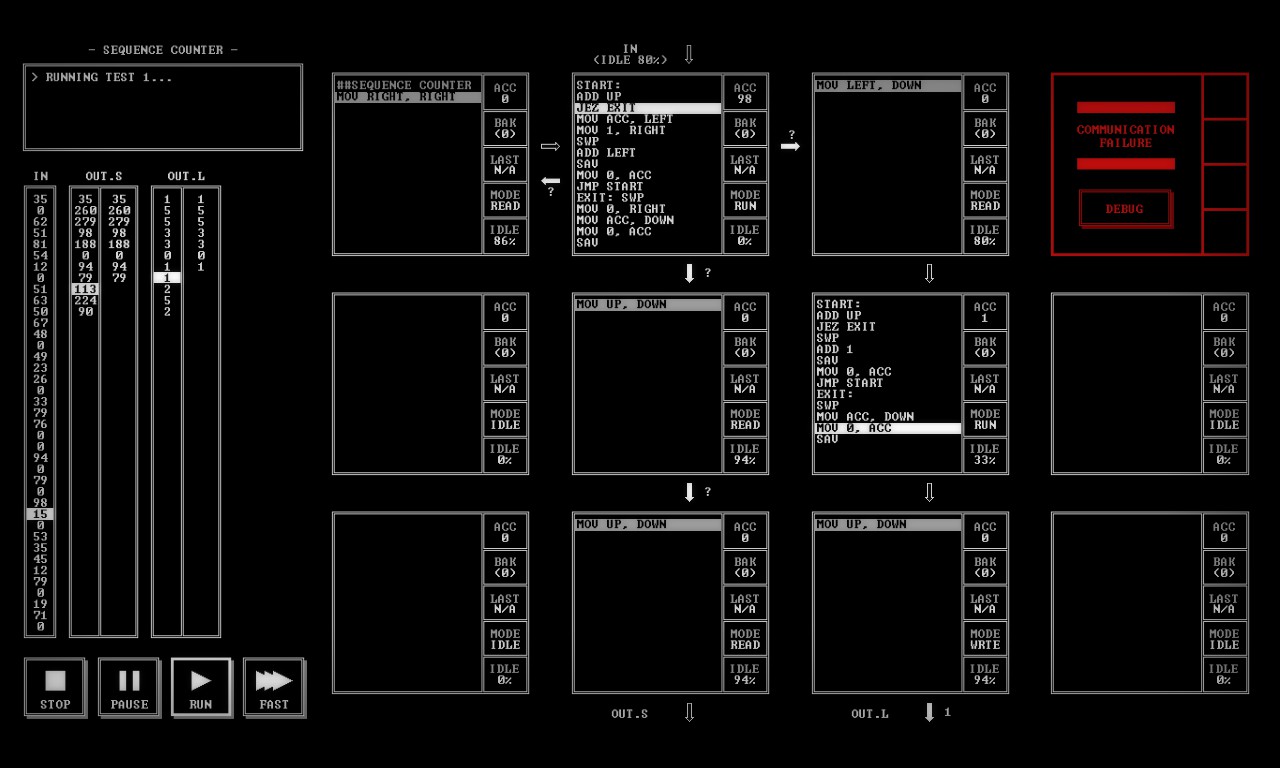 - SEQUENCE COUNTER -
> RUNNING TEST 1...
IN
(IDLE 80%)
IN OUT.S OUT.L
35 35 35 1 1
0 260 260 5 5
62 279 279 5 5
51 98 98 3 3
81 188 188 3 3
54 0 0 0 0
12 94 94 1 1
0 79 79 1
51 113 2
63 224 5
50 90 2
67
48
0
49
23
26
0
33
79
76
0
0
94
0
79
0
98
15
0
53
35
45
12
79
0
19
71
0
STOP
PAUSE
RUN
FAST
##SEQUENCE COUNTER
MOV RIGHT, RIGHT
ACC
0
BAK
(0)
LAST
N/A
MODE
READ
IDLE
86%
?
START:
ADD UP
JEZ EXIT
MOV ACC, LEFT
MOV 1, RIGHT
SWP
ADD LEFT
SAV
MOV 0, ACC
JMP START
EXIT: SWP
MOV 0, RIGHT
MOV ACC, DOWN
MOV 0, ACC
SAV
ACC
98
BAK
(0)
LAST
N/A
MODE
RUN
IDLE
0%
?
MOV LEFT, DOWN
ACC
0
BAK
(0)
LAST
N/A
MODE
READ
IDLE
80%
COMMUNICATION
FAILURE
DEBUG
?
ACC
0
BAK
(0)
LAST
N/A
MODE
IDLE
IDLE
0%
MOV UP, DOWN
ACC
0
BAK
(0)
LAST
N/A
MODE
READ
IDLE
94%
START:
ADD UP
JEZ EXIT
SWP
ADD 1
SAV
MOV 0, ACC
JMP START
EXIT:
SWP
MOV ACC, DOWN
MOV 0, ACC
SAV
ACC
1
BAK
(0)
LAST
N/A
MODE
RUN
IDLE
33%
ACC
0
BAK
(0)
LAST
N/A
MODE
IDLE
IDLE
0%
?
ACC
0
BAK
(0)
LAST
N/A
MODE
IDLE
IDLE
0%
MOV UP, DOWN
ACC
0
BAK
(0)
LAST
N/A
MODE
READ
IDLE
94%
MOV UP, DOWN
ACC
0
BAK
(0)
LAST
N/A
MODE
WRTE
IDLE
94%
ACC
0
BAK
(0)
LAST
N/A
MODE
IDLE
IDLE
0%
OUT.S
OUT.L
1